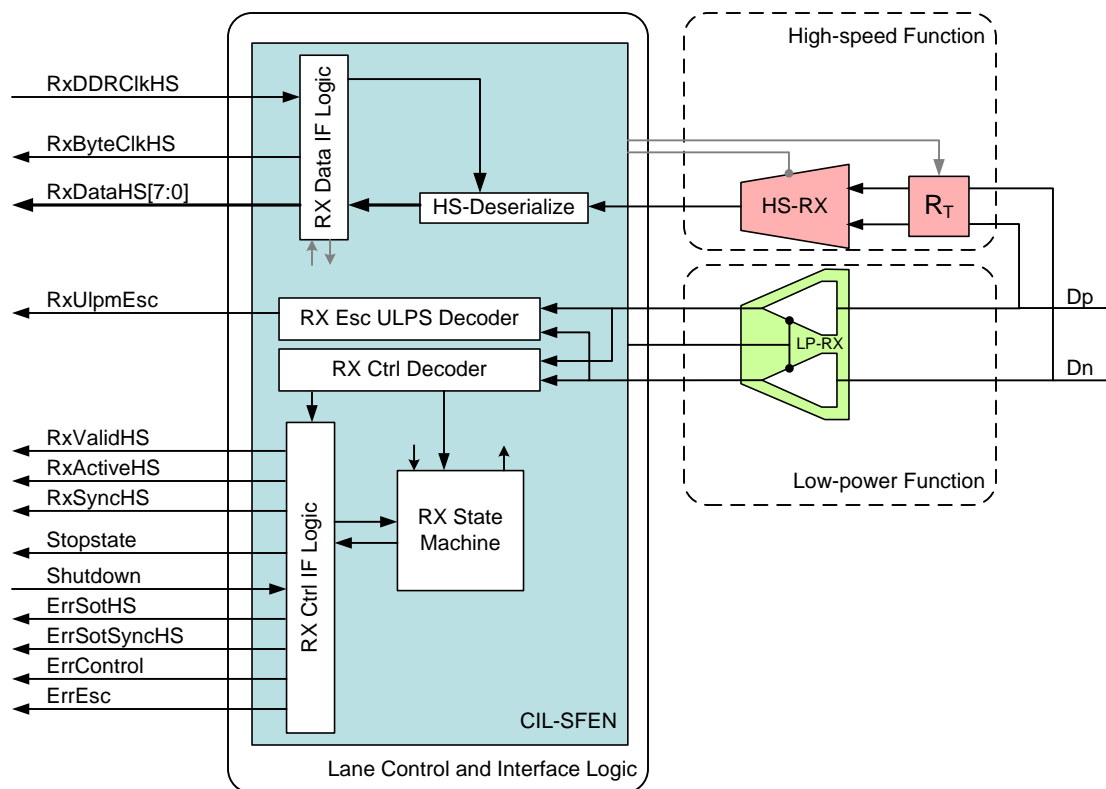 High-speed Function
RxDDRClkHS
RX Data IF Logic
RxByteClkHS
RxDataHS[7:0]
HS-Deserialize
HS-RX
RT
RxUlpmEsc
RX Esc ULPS Decoder
Dp
LP-RX
RX Ctrl Decoder
Dn
RxValidHS
RxActiveHS
RxSyncHS
Stopstate
Shutdown
ErrSotHS
ErrSotSyncHS
ErrControl
ErrEsc
RX Ctrl IF Logic
RX State
Machine
Low-power Function
CIL-SFEN
Lane Control and Interface Logic